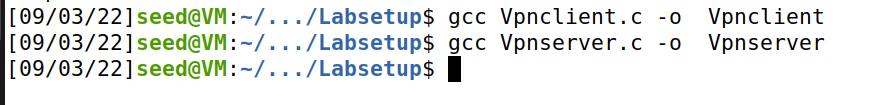 [09/03/22]seed@VM:~/.../Labsetup$ gcc Vpnclient.c -o  Vpnclient
[09/03/22]seed@VM:~/.../Labsetup$ gcc Vpnserver.c -o  Vpnserver
[09/03/22]seed@VM:~/.../Labsetup$